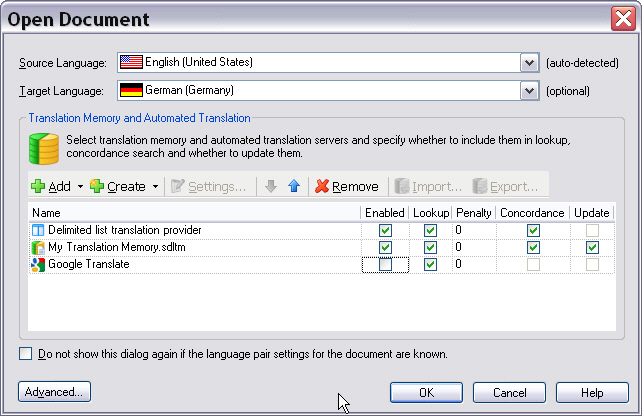 Open Document
Source Language: English (United States) (auto-detected)
Target Language: German (Germany) (optional)
Translation Memory and Automated Translation
Select translation memory and automated translation servers and specify whether to include them in lookup,
concordance search and whether to update them.
Add Create Settings... Remove Import... Export...
Name Enabled Lookup Penalty Concordance Update
Delimited list translation provider 0
My Translation Memory.sdltm 0
Google Translate 0
Do not show this dialog again if the language pair settings for the document are known.
Advanced... OK Cancel Help